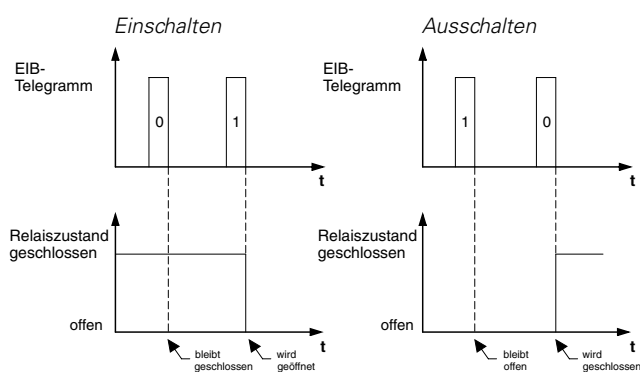 Einschalten
EIB-
Telegramm
0
1
t
Relaiszustand
geschlossen
offen
t
bleibt
geschlossen
wird
geöffnet
Ausschalten
EIB-
Telegramm
1
0
t
Relaiszustand
geschlossen
offen
t
bleibt
offen
wird
geschlossen